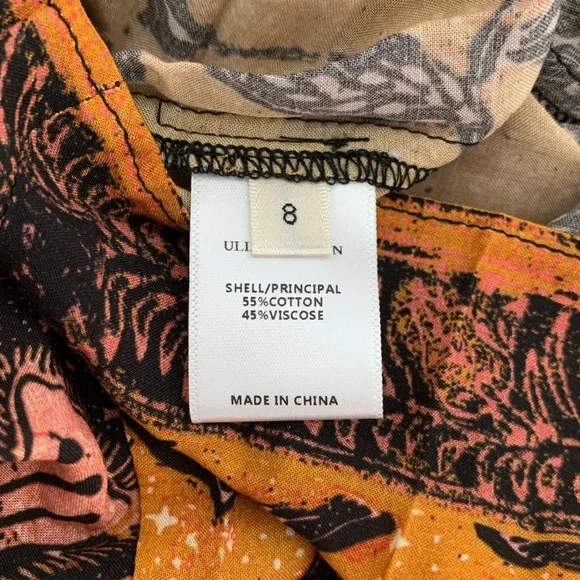 8
SHELL/PRINCIPAL
55%COTTON
45%VISCOSE
MADE IN CHINA